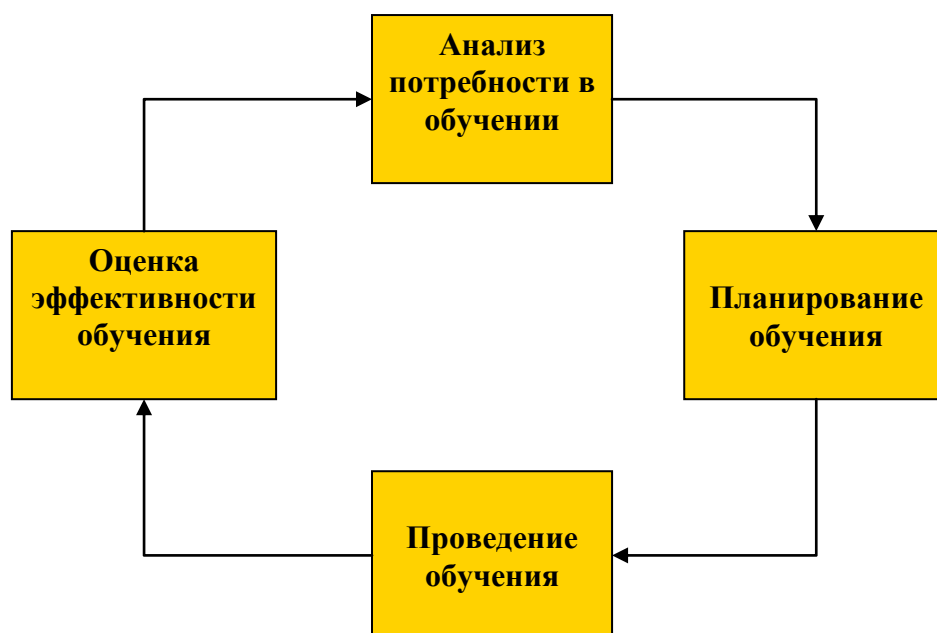 Анализ
потребности в
обучении
Оценка
эффективности
обучения
Планирование
обучения
Проведение
обучения